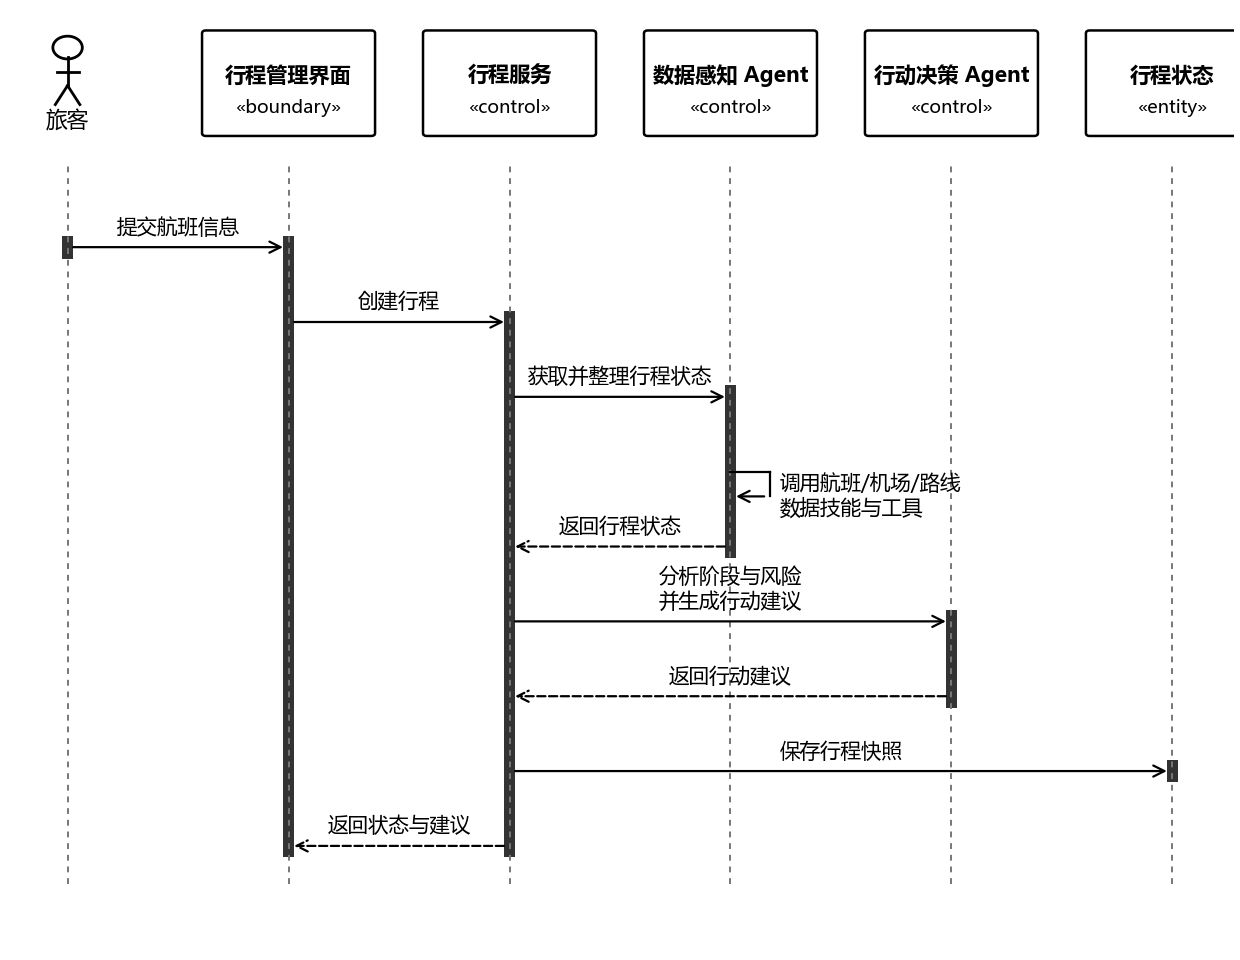 旅客
行程管理界面
«boundary»
行程服务
«control»
数据感知 Agent
«control»
行动决策 Agent
«control»
行程状态
«entity»
提交航班信息
创建行程
获取并整理行程状态
调用航班/机场/路线
数据技能与工具
返回行程状态
分析阶段与风险
并生成行动建议
返回行动建议
保存行程快照
返回状态与建议